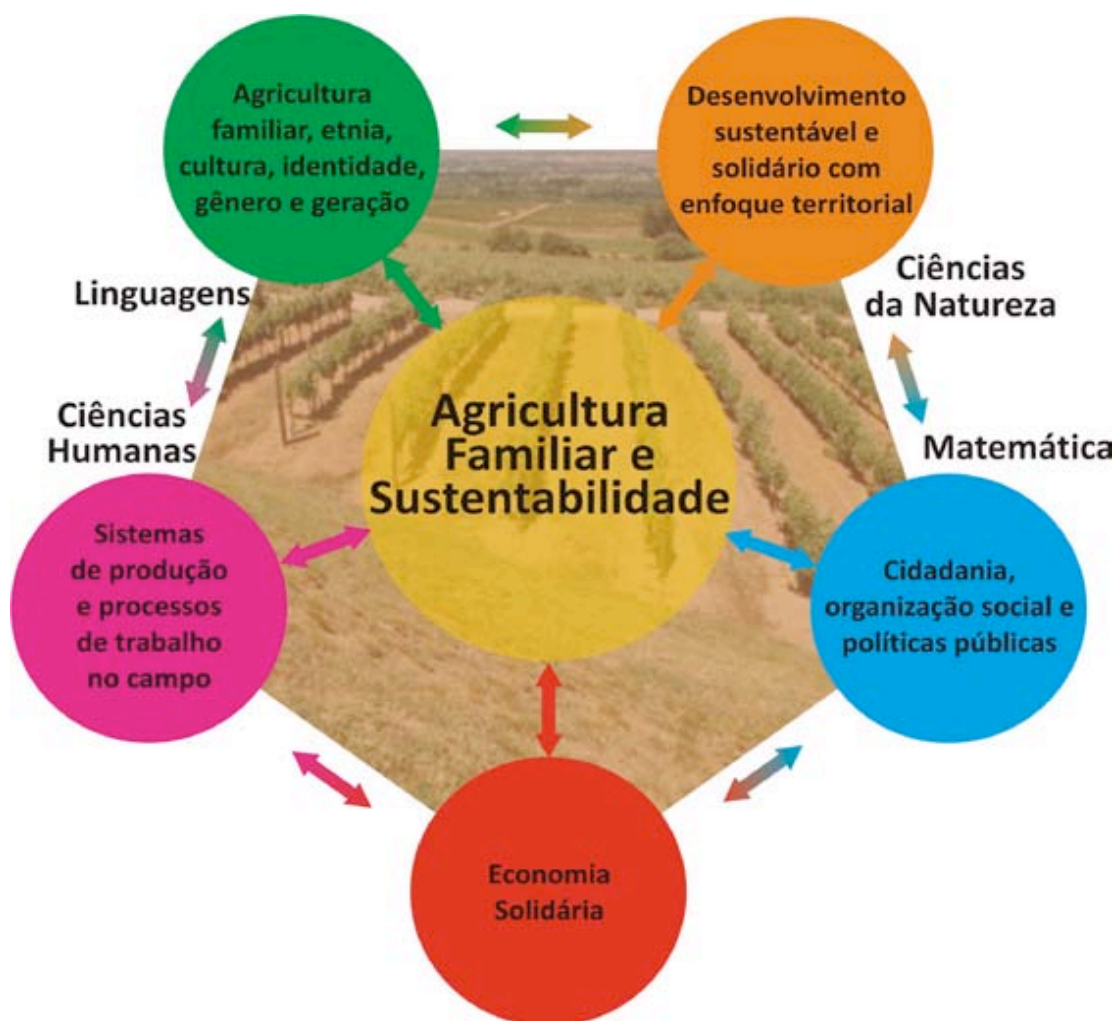 Agricultura
familiar, etnia,
cultura, identidade,
gênero e geração
Desenvolvimento
sustentável e
solidário com
enfoque territorial
Linguagens
Ciências
da Natureza
Ciências
Humanas
Matemática
Agricultura
Familiar e
Sustentabilidade
Sistemas
de produção
e processos
de trabalho
no campo
Cidadania,
organização social e
políticas públicas
Economia
Solidária